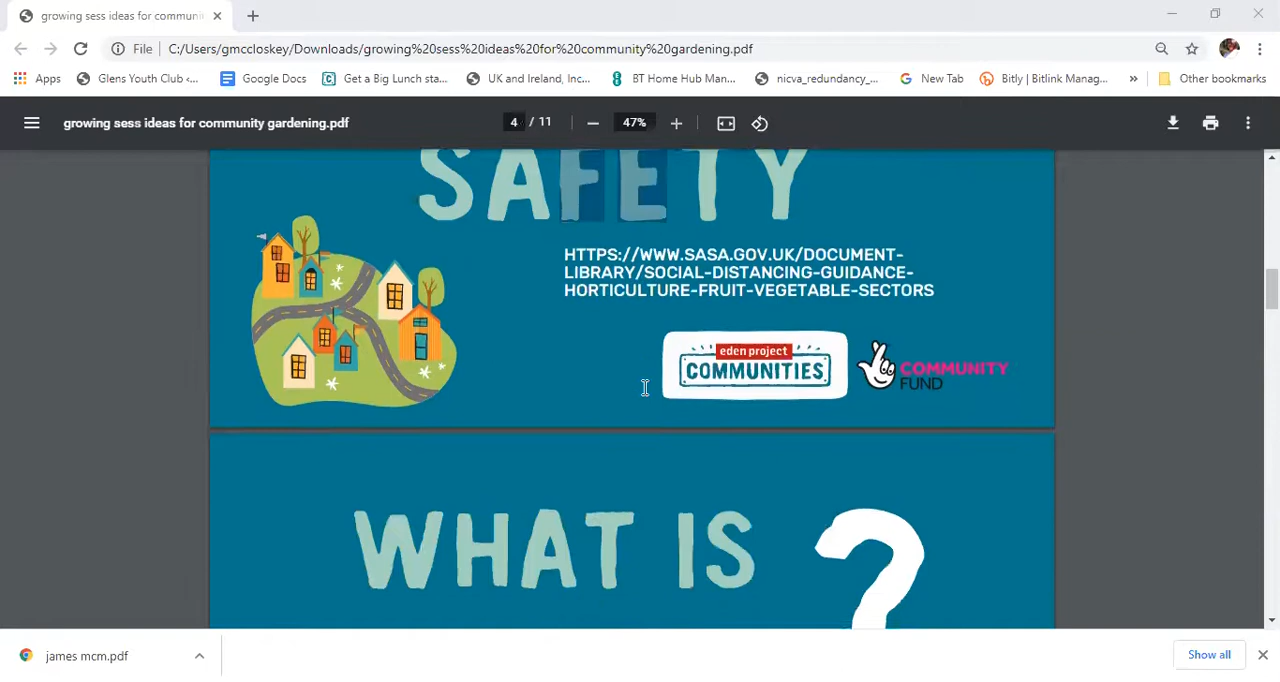 growing sess ideas for communi
File C:/Users/gmccloskey/Downloads/growing%20sess%20ideas%20for%20community%20gardening.pdf
Apps Glens Youth Club ‹... Google Docs Get a Big Lunch sta... UK and Ireland, Inc... BT Home Hub Man... nicva_redundancy_... New Tab Bitly | Bitlink Manag... » Other bookmarks
growing sess ideas for community gardening.pdf 4 / 11 47%
SAFETY
HTTPS://WWW.SASA.GOV.UK/DOCUMENT-
LIBRARY/SOCIAL-DISTANCING-GUIDANCE-
HORTICULTURE-FRUIT-VEGETABLE-SECTORS
eden project
COMMUNITIES
COMMUNITY
FUND
WHAT IS ?
james mcm.pdf Show all